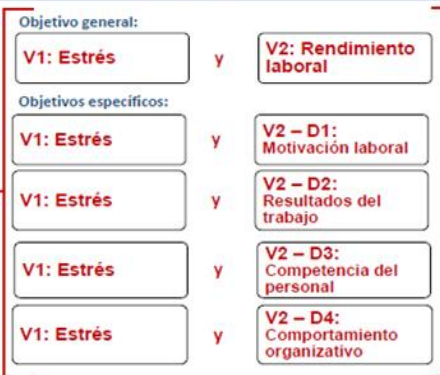 Objetivo general:
V1: Estrés
y
V2: Rendimiento
laboral
Objetivos específicos:
V1: Estrés
y
V2 – D1:
Motivación laboral
V1: Estrés
y
V2 – D2:
Resultados del
trabajo
V1: Estrés
y
V2 – D3:
Competencia del
personal
V1: Estrés
y
V2 – D4:
Comportamiento
organizativo